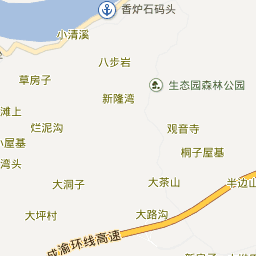 香炉石码头
小清溪
八步岩
草房子
生态园森林公园
新隆湾
滩上
烂泥沟
观音寺
小屋基
桐子屋基
湾头
大洞子
大茶山
半边山
大坪村
大路沟
成渝环线高速